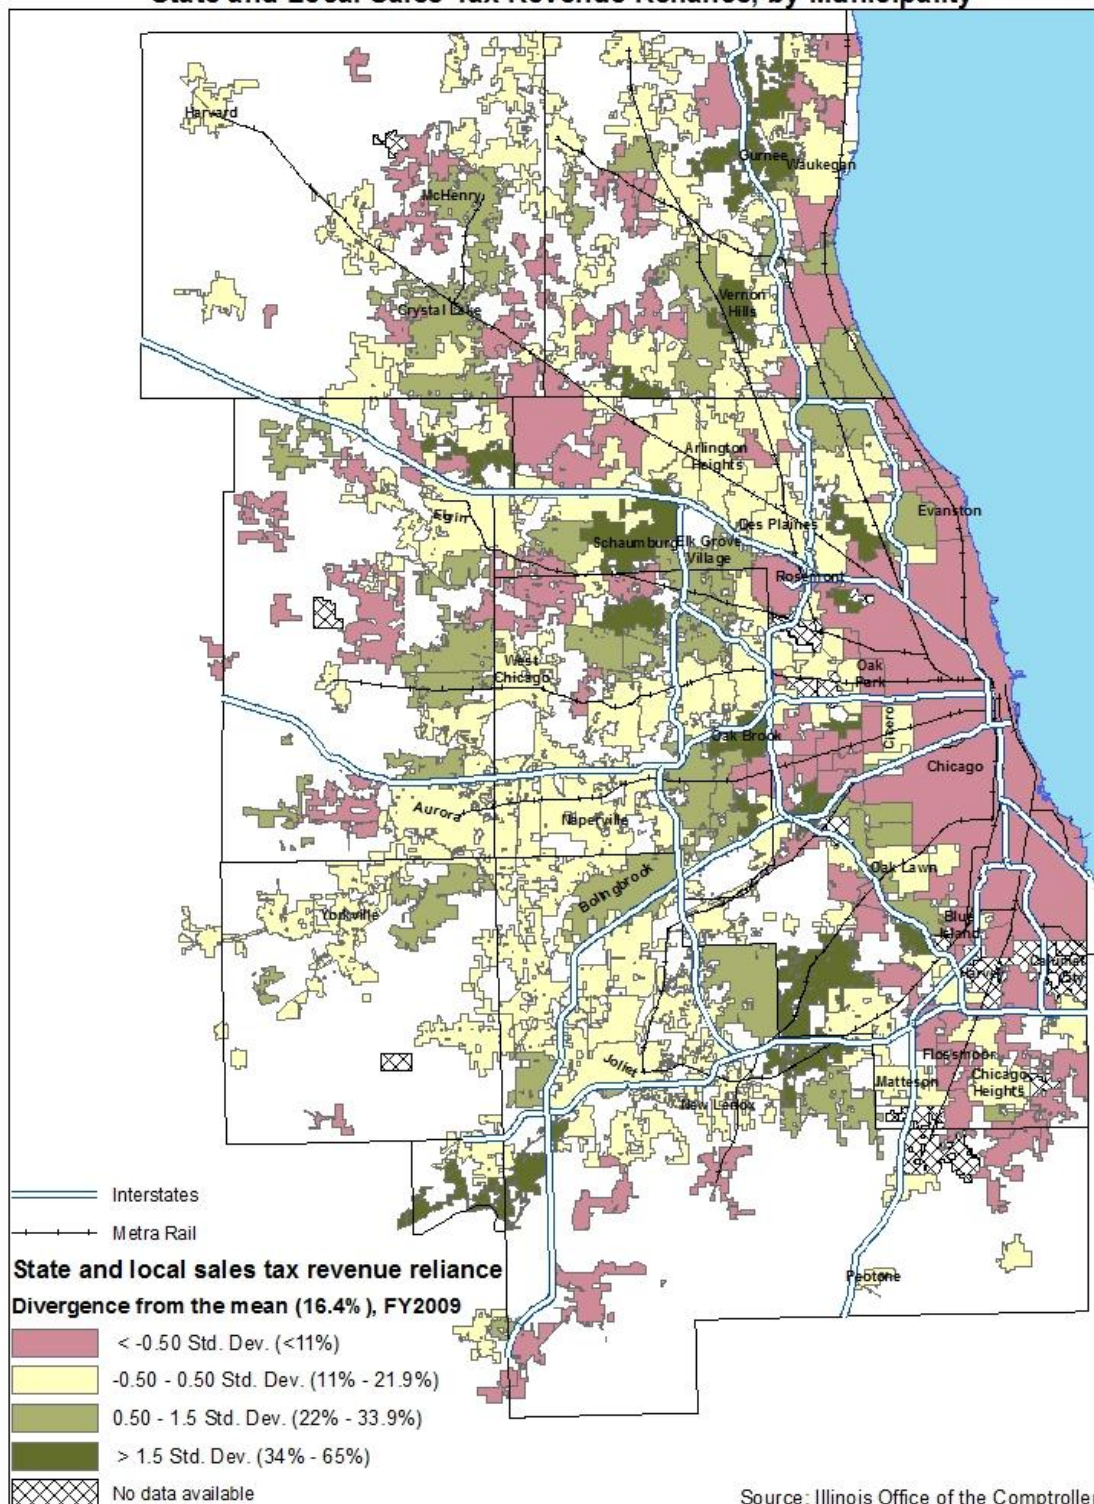 State and Local Sales Tax Revenue Reliance, by Municipality
Harvard
Gurnee
Waukegan
McHenry
Vernon
Hills
Crystal Lake
Arlington
Heights
Elgin
Evanston
Des Plaines
Schaumburg
Elk Grove
Village
Rosemont
West
Chicago
Oak
Park
Oak Brook
Cicero
Chicago
Aurora
Naperville
Oak Lawn
Bolingbrook
Yorkville
Blue
Island
Harvey
Calumet
City
Joliet
Flossmoor
Matteson
Chicago
Heights
New Lenox
Peotone
Interstates
Metra Rail
State and local sales tax revenue reliance
Divergence from the mean (16.4%), FY2009
< -0.50 Std. Dev. (<11%)
-0.50 - 0.50 Std. Dev. (11% - 21.9%)
0.50 - 1.5 Std. Dev. (22% - 33.9%)
> 1.5 Std. Dev. (34% - 65%)
No data available
Source: Illinois Office of the Comptroller